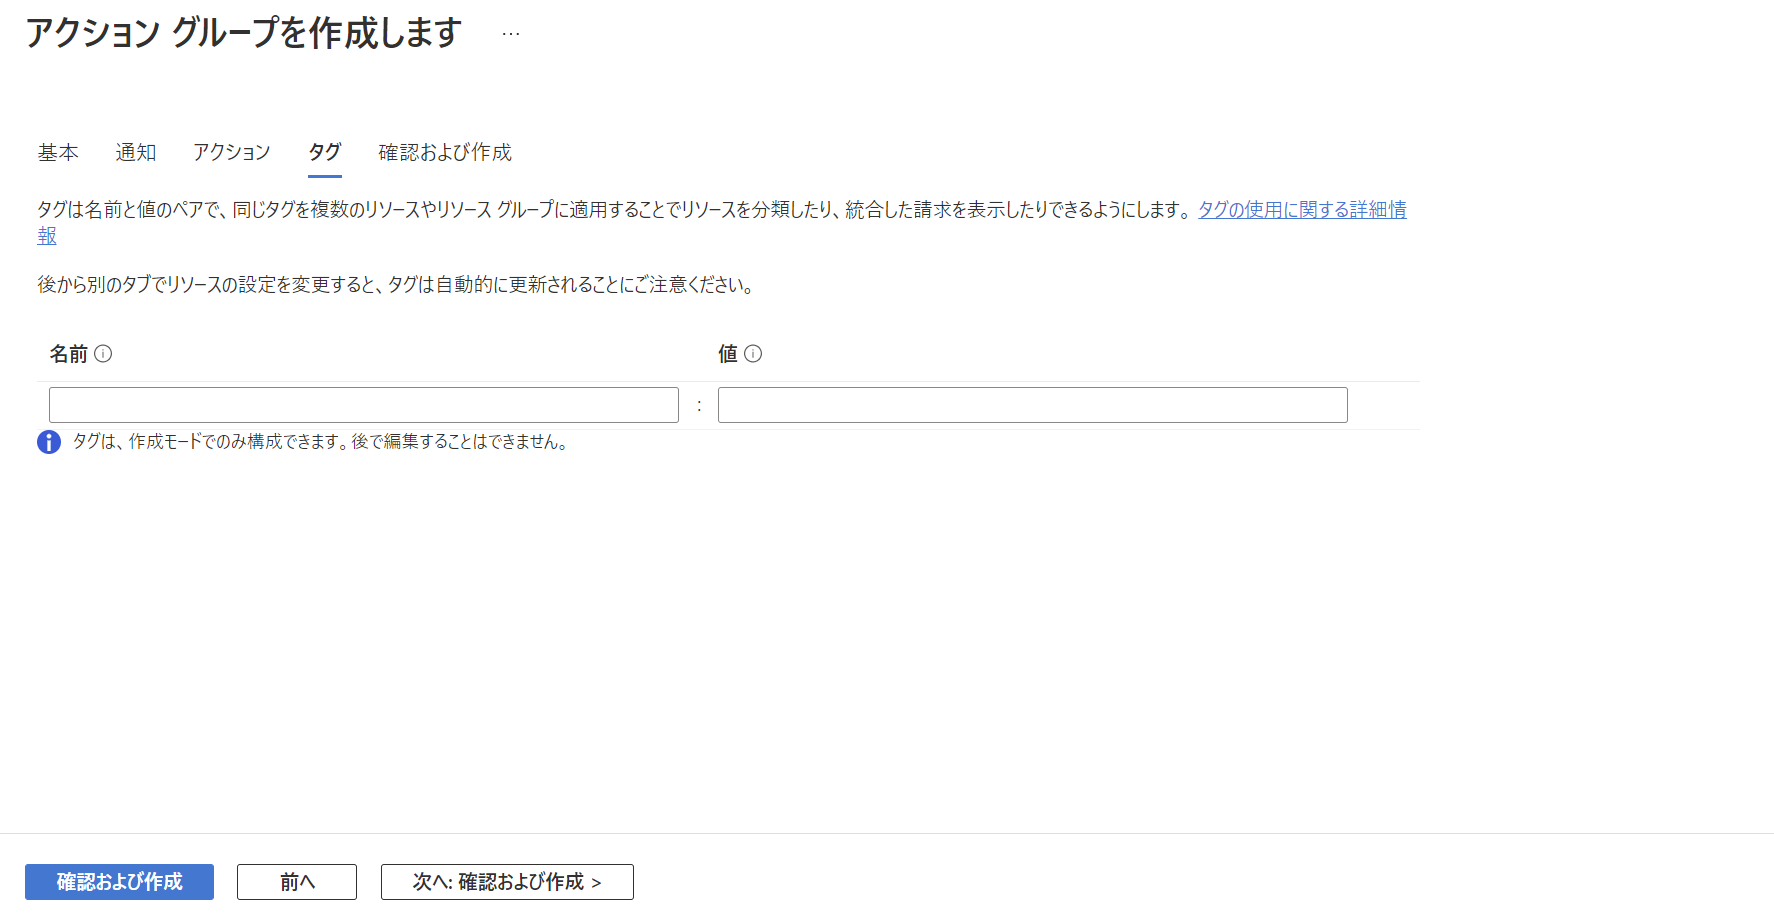 アクション グループを作成します …
基本 通知 アクション タグ 確認および作成
タグは名前と値のペアで、同じタグを複数のリソースやリソース グループに適用することでリソースを分類したり、統合した請求を表示したりできるようにします。 タグの使用に関する詳細情
報
後から別のタブでリソースの設定を変更すると、タグは自動的に更新されることにご注意ください。
名前 値
:
タグは、作成モードでのみ構成できます。後で編集することはできません。
確認および作成 前へ 次へ: 確認および作成 >